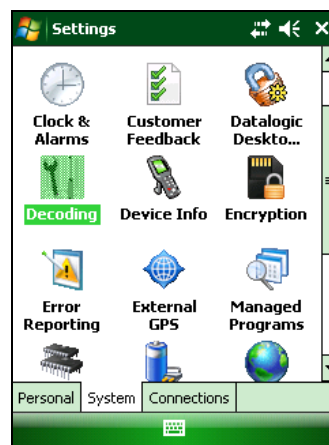 Settings
Clock & Customer Datalogic
Alarms Feedback Deskto...
Decoding Device Info Encryption
Error External Managed
Reporting GPS Programs
Personal System Connections